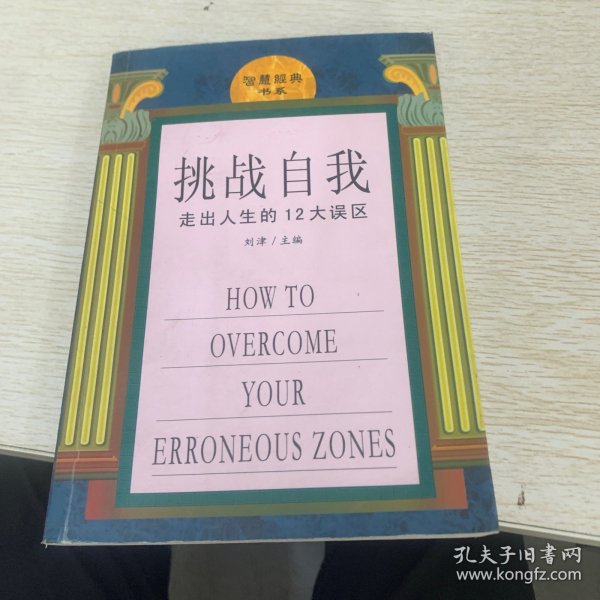 智慧經典
书系
挑战自我
走出人生的12大误区
刘津/主编
HOW TO
OVERCOME
YOUR
ERRONEOUS ZONES
孔夫子旧书网
www.kongfz.com